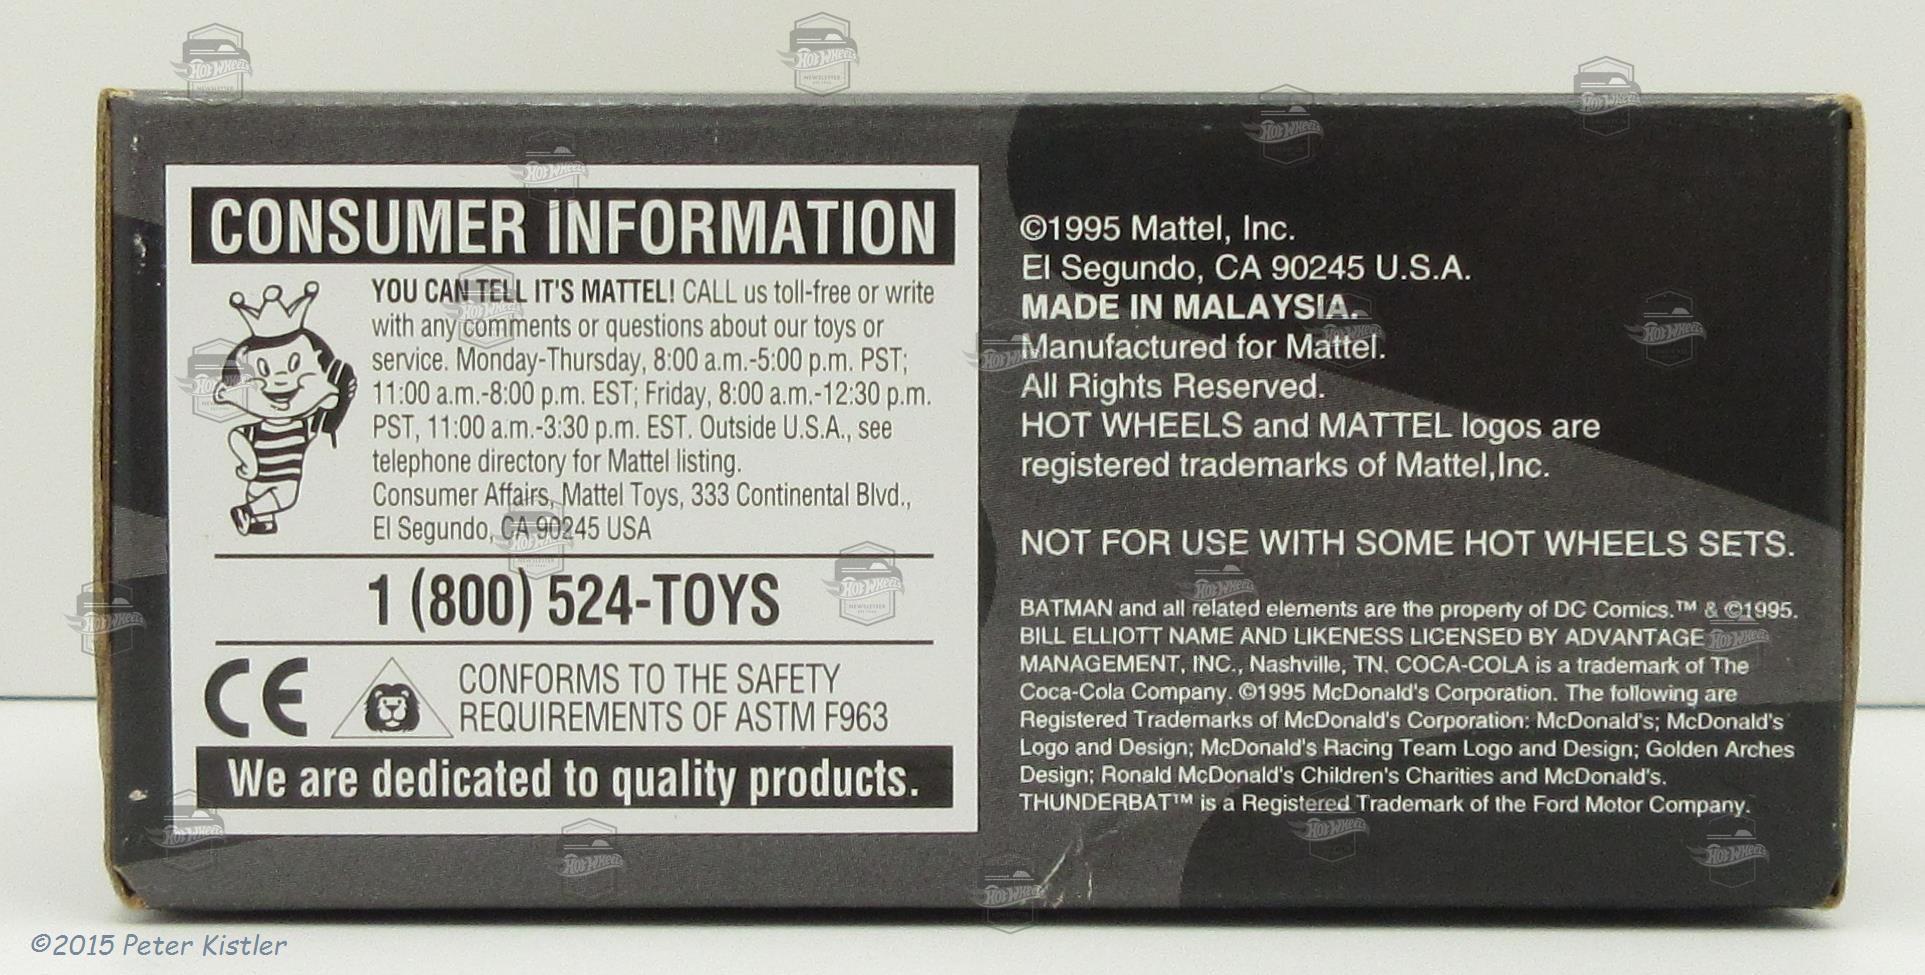 CONSUMER INFORMATION
YOU CAN TELL IT'S MATTEL! CALL us toll-free or write
with any comments or questions about our toys or
service. Monday-Thursday, 8:00 a.m.-5:00 p.m. PST;
11:00 a.m.-8:00 p.m. EST; Friday, 8:00 a.m.-12:30 p.m.
PST, 11:00 a.m.-3:30 p.m. EST. Outside U.S.A., see
telephone directory for Mattel listing.
Consumer Affairs, Mattel Toys, 333 Continental Blvd.,
El Segundo, CA 90245 USA
1 (800) 524-TOYS
CE
CONFORMS TO THE SAFETY
REQUIREMENTS OF ASTM F963
We are dedicated to quality products.
©1995 Mattel, Inc.
El Segundo, CA 90245 U.S.A.
MADE IN MALAYSIA.
Manufactured for Mattel.
All Rights Reserved.
HOT WHEELS and MATTEL logos are
registered trademarks of Mattel,Inc.
NOT FOR USE WITH SOME HOT WHEELS SETS.
BATMAN and all related elements are the property of DC Comics.™ & ©1995.
BILL ELLIOTT NAME AND LIKENESS LICENSED BY ADVANTAGE
MANAGEMENT, INC., Nashville, TN. COCA-COLA is a trademark of The
Coca-Cola Company. ©1995 McDonald's Corporation. The following are
Registered Trademarks of McDonald's Corporation: McDonald's; McDonald's
Logo and Design; McDonald's Racing Team Logo and Design; Golden Arches
Design; Ronald McDonald's Children's Charities and McDonald's.
THUNDERBAT™ is a Registered Trademark of the Ford Motor Company.
©2015 Peter Kistler
Hot Wheels
NEWSLETTER